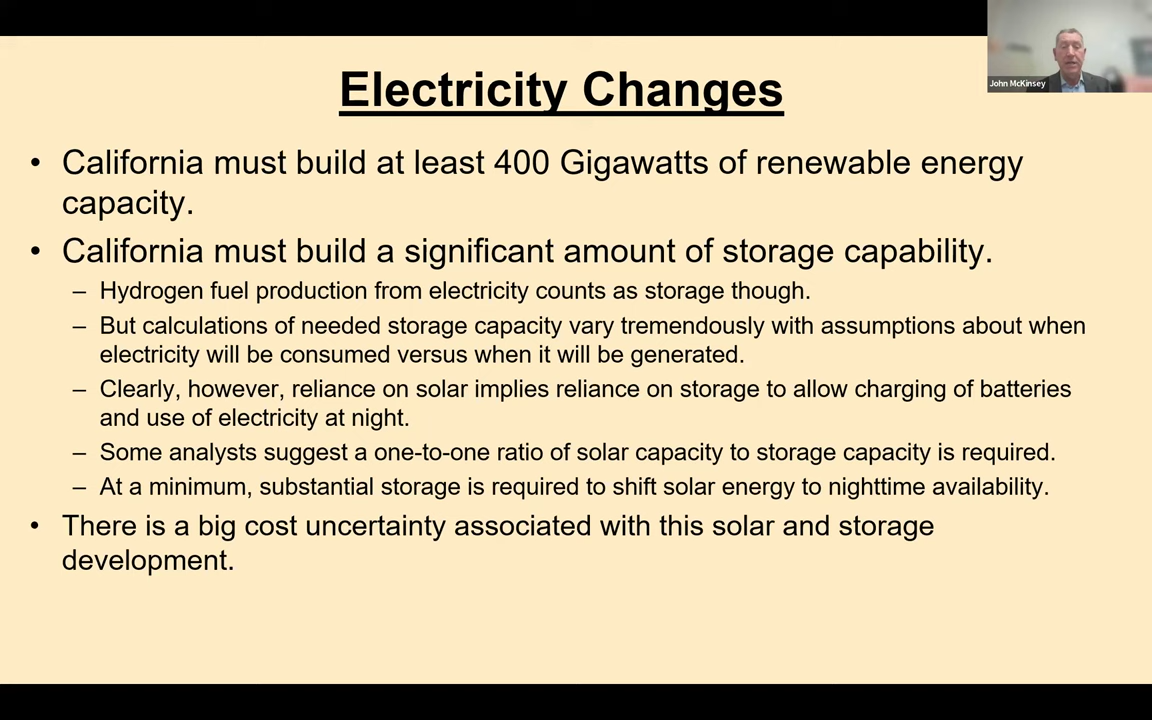 John McKinsey
Electricity Changes
• California must build at least 400 Gigawatts of renewable energy
capacity.
• California must build a significant amount of storage capability.
– Hydrogen fuel production from electricity counts as storage though.
– But calculations of needed storage capacity vary tremendously with assumptions about when
electricity will be consumed versus when it will be generated.
– Clearly, however, reliance on solar implies reliance on storage to allow charging of batteries
and use of electricity at night.
– Some analysts suggest a one-to-one ratio of solar capacity to storage capacity is required.
– At a minimum, substantial storage is required to shift solar energy to nighttime availability.
• There is a big cost uncertainty associated with this solar and storage
development.